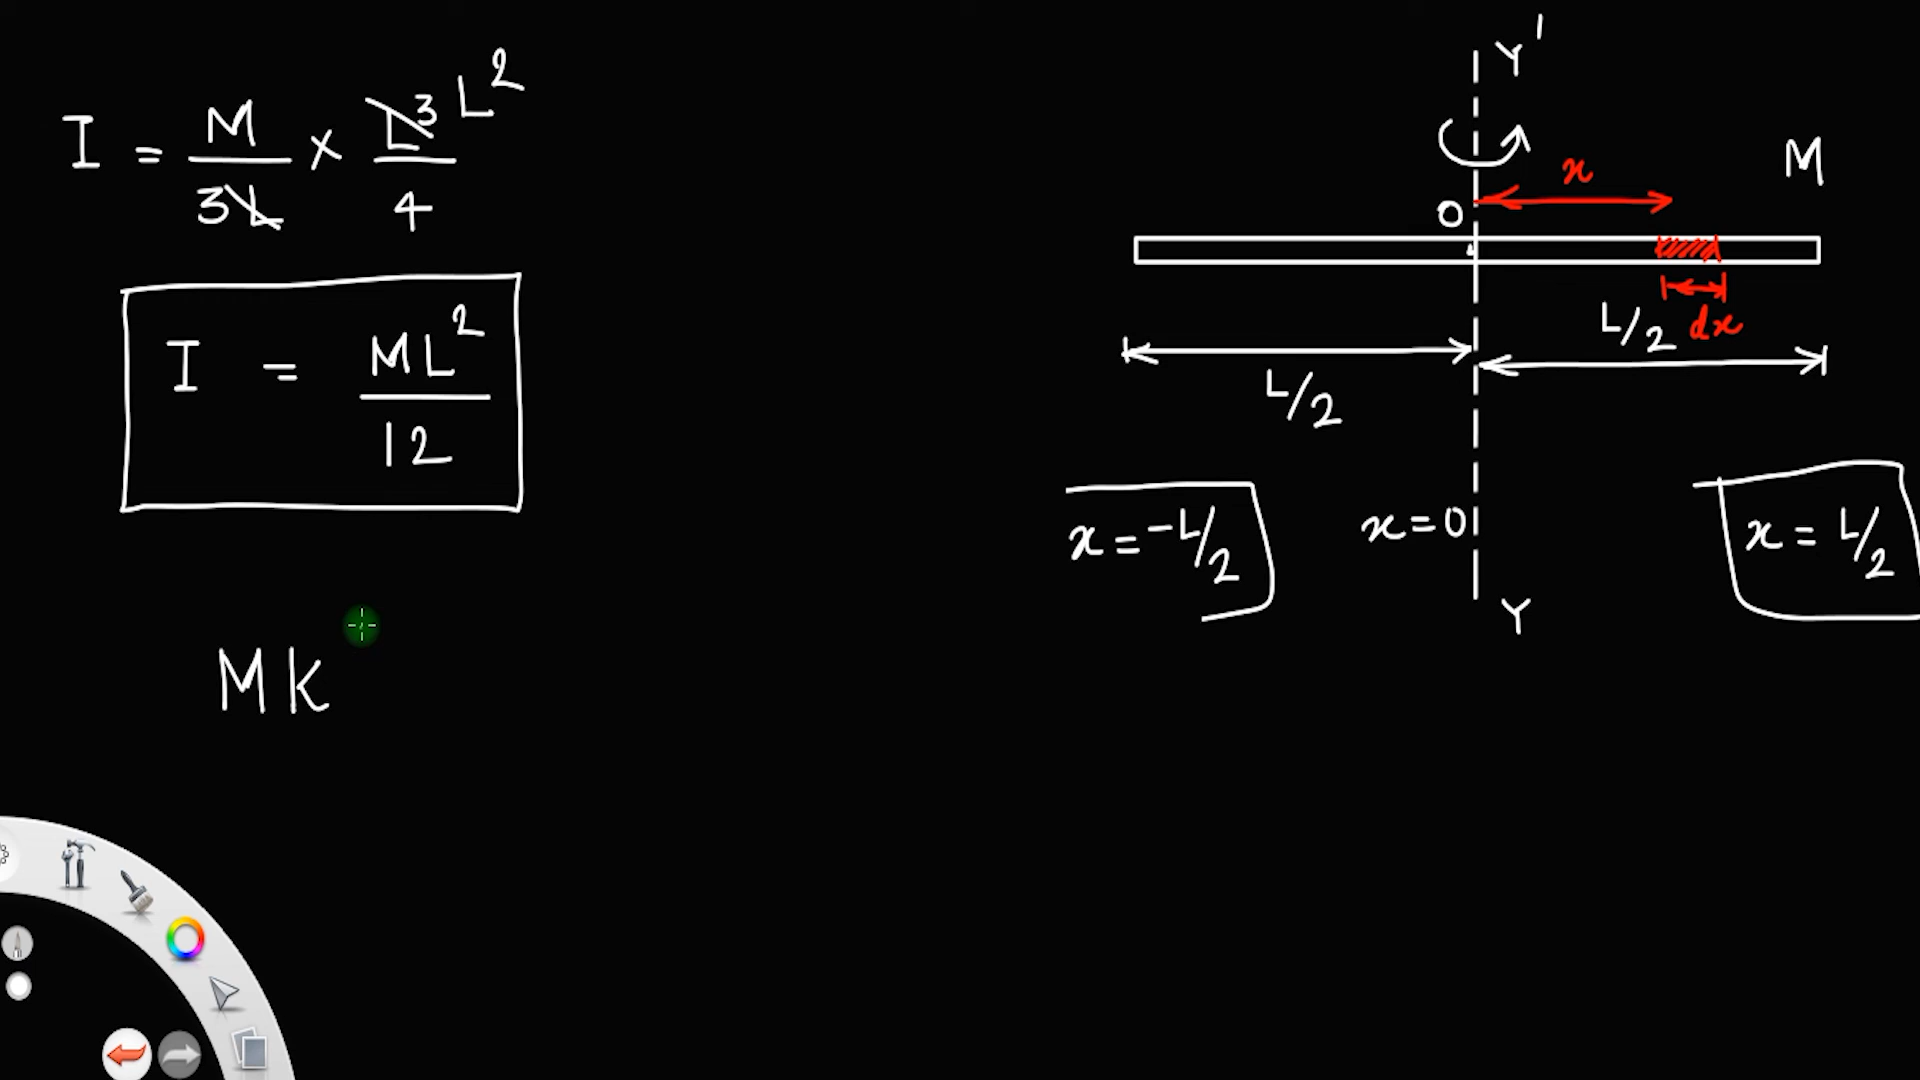 I = M/3L × L³/4 L²
I = ML²/12
Mk
Y'
M
x
O
L/2 dx
L/2
x = -L/2 x = 0 x = L/2
Y